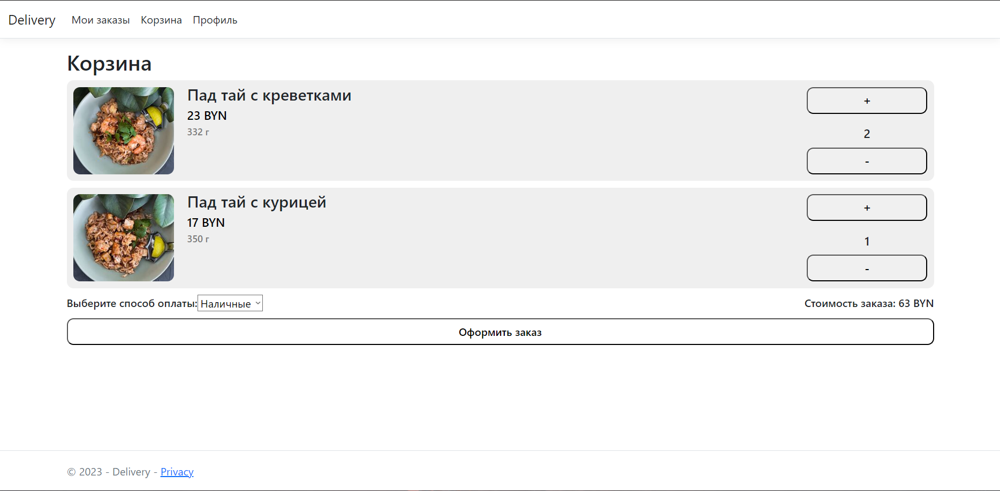 Delivery Мои заказы Корзина Профиль
Корзина
Пад тай с креветками
23 BYN
332 г
+
2
-
Пад тай с курицей
17 BYN
350 г
+
1
-
Выберите способ оплаты: Наличные Стоимость заказа: 63 BYN
Оформить заказ
© 2023 - Delivery - Privacy